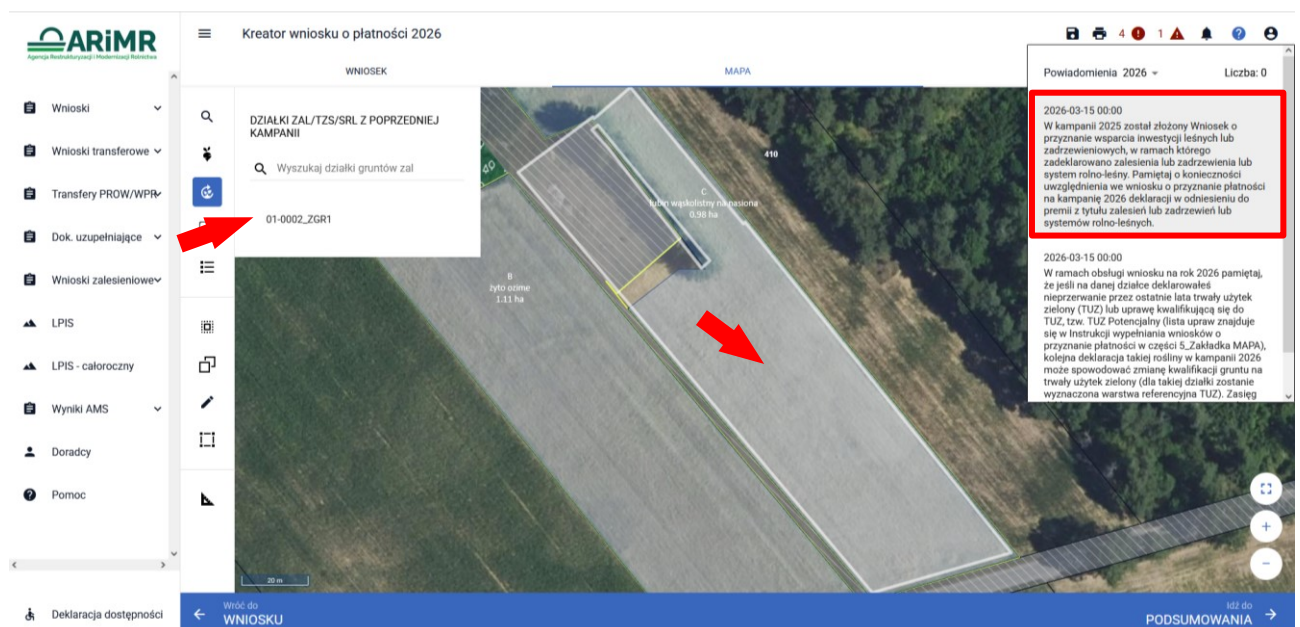 ARiMR
Agencja Restrukturyzacji i Modernizacji Rolnictwa
Kreator wniosku o płatności 2026
4
1
WNIOSEK
MAPA
Wnioski
Wnioski transferowe
Transfery PROW/WPR
Dok. uzupełniające
Wnioski zalesieniowe
LPIS
LPIS - całoroczny
Wyniki AMS
Doradcy
Pomoc
Deklaracja dostępności
DZIAŁKI ZAL/TZS/SRL Z POPRZEDNIEJ
KAMPANII
Wyszukaj działki gruntów zal
01-0002_ZGR1
410
C
łubin wąskolistny na nasiona
0.98 ha
B
żyto ozime
1.11 ha
20 m
Powiadomienia 2026
Liczba: 0
2026-03-15 00:00
W kampanii 2025 został złożony Wniosek o
przyznanie wsparcia inwestycji leśnych lub
zadrzewieniowych, w ramach którego
zadeklarowano zalesienia lub zadrzewienia lub
system rolno-leśny. Pamiętaj o konieczności
uwzględnienia we wniosku o przyznanie płatności
na kampanię 2026 deklaracji w odniesieniu do
premii z tytułu zalesień lub zadrzewień lub
systemów rolno-leśnych.
2026-03-15 00:00
W ramach obsługi wniosku na rok 2026 pamiętaj,
że jeśli na danej działce deklarowałeś
nieprzerwanie przez ostatnie lata trwały użytek
zielony (TUZ) lub uprawę kwalifikującą się do
TUZ, tzw. TUZ Potencjalny (lista upraw znajduje
się w Instrukcji wypełniania wniosków o
przyznanie płatności w części 5_Zakładka MAPA),
kolejna deklaracja takiej rośliny w kampanii 2026
może spowodować zmianę kwalifikacji gruntu na
trwały użytek zielony (dla takiej działki zostanie
wyznaczona warstwa referencyjna TUZ). Zasięg
Wróć do
WNIOSKU
Idź do
PODSUMOWANIA